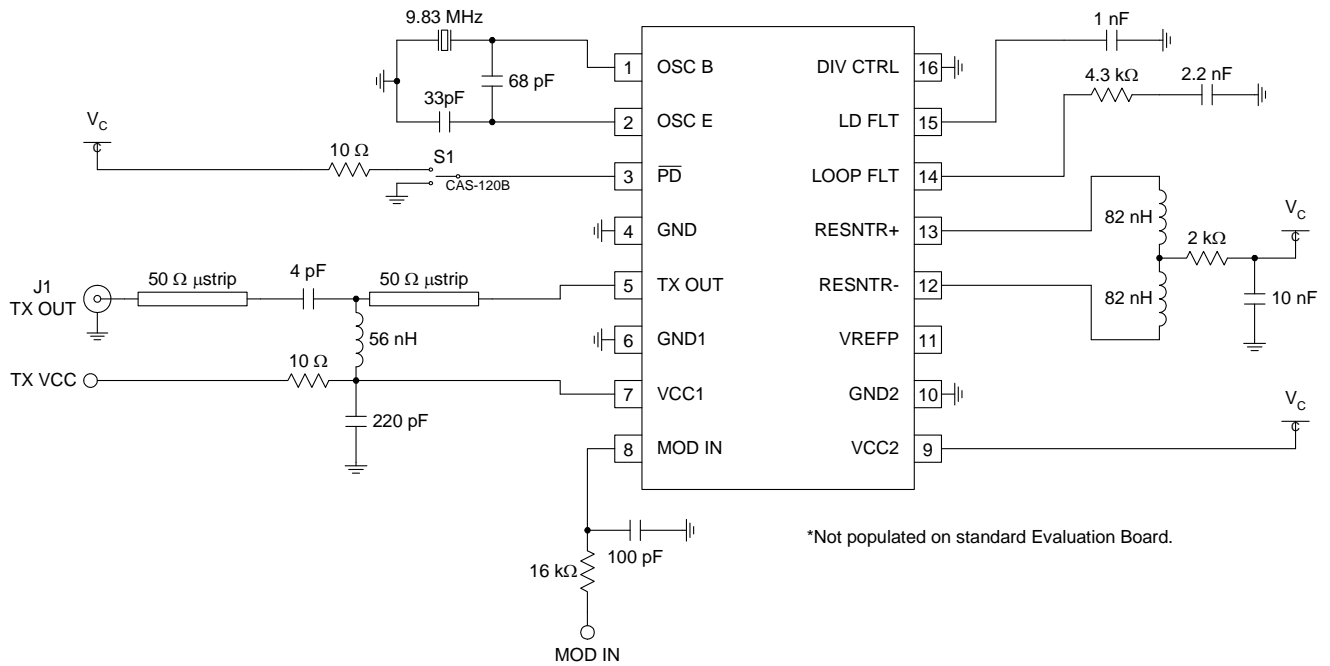 9.83 MHz
68 pF
33pF
V_C
C
10 Ω
S1
CAS-120B
J1
TX OUT
50 Ω μstrip
4 pF
50 Ω μstrip
56 nH
10 Ω
TX VCC
220 pF
1 OSC B
2 OSC E
3 P̅D̅
4 GND
5 TX OUT
6 GND1
7 VCC1
8 MOD IN
DIV CTRL 16
LD FLT 15
LOOP FLT 14
RESNTR+ 13
RESNTR- 12
VREFP 11
GND2 10
VCC2 9
1 nF
4.3 kΩ
2.2 nF
82 nH
82 nH
2 kΩ
V_C
C
10 nF
V_C
C
100 pF
16 kΩ
MOD IN
*Not populated on standard Evaluation Board.